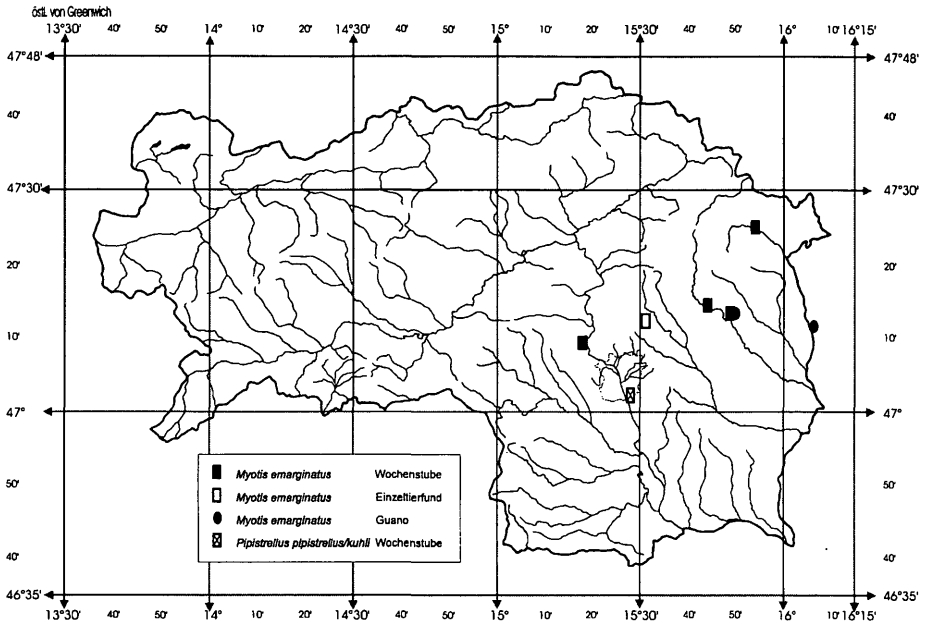 östl. von Greenwich
13°30' 40' 50' 14° 10' 20' 14°30' 40' 50' 15° 10' 20' 15°30' 40' 50' 16° 10' 16°15'
47°48' 47°48'
40' 40'
47°30' 47°30'
20' 20'
10' 10'
47° 47°
Myotis emarginatus Wochenstube
50' 50'
Myotis emarginatus Einzeltierfund
Myotis emarginatus Guano
Pipistrellus pipistrellus/kuhli Wochenstube
40' 40'
46°35' 46°35'
13°30' 40' 50' 14° 10' 20' 14°30' 40' 50' 15° 10' 20' 15°30' 40' 50' 16° 10' 16°15'